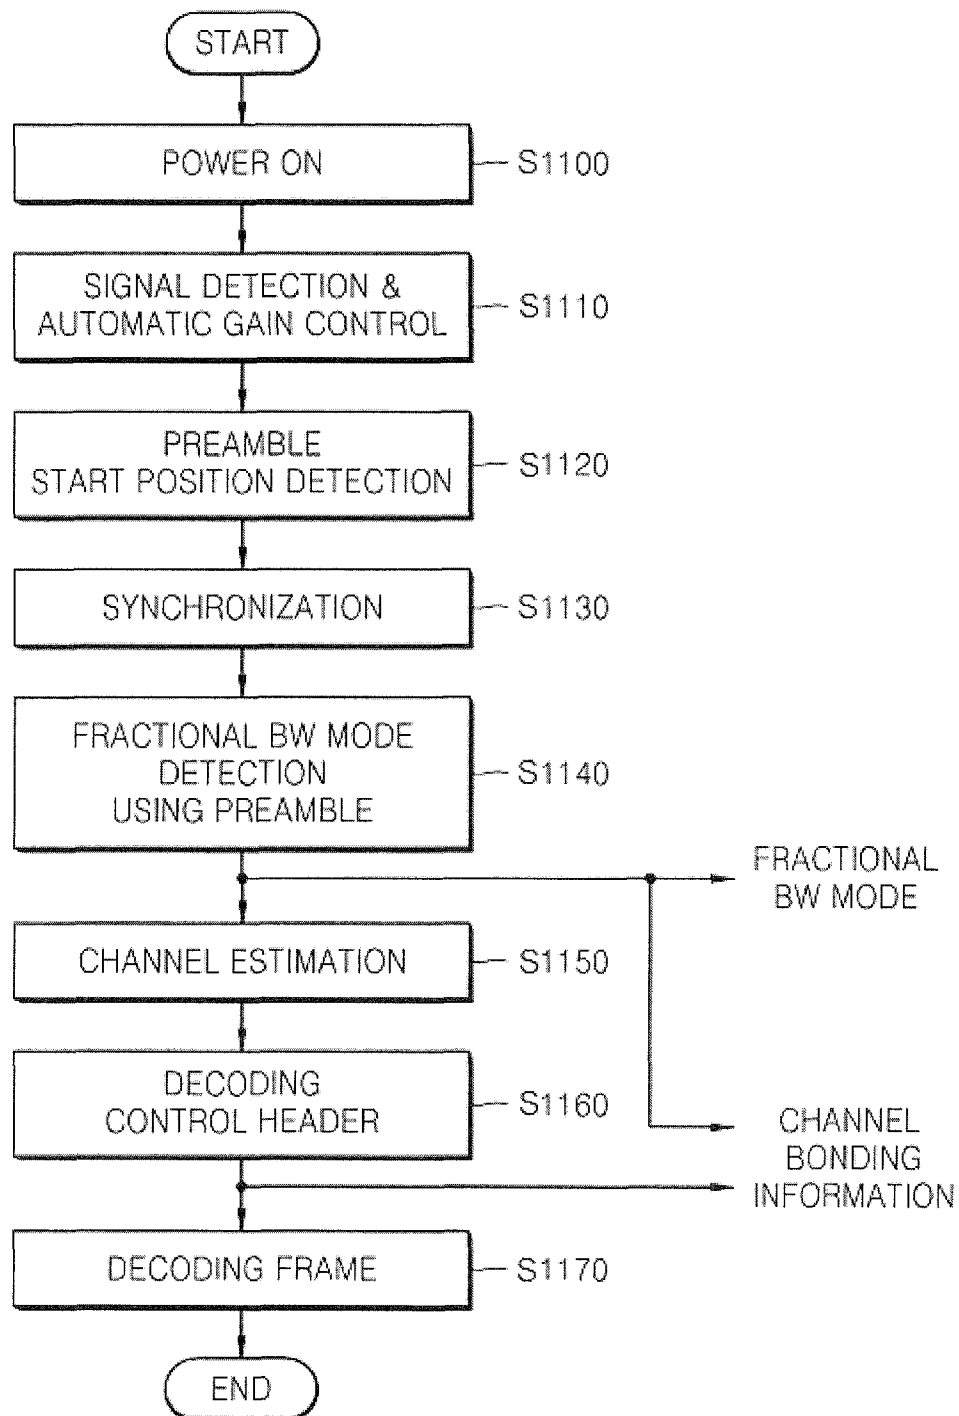 START
POWER ON
S1100
SIGNAL DETECTION &
AUTOMATIC GAIN CONTROL
S1110
PREAMBLE
START POSITION DETECTION
S1120
SYNCHRONIZATION
S1130
FRACTIONAL BW MODE
DETECTION
USING PREAMBLE
S1140
FRACTIONAL
BW MODE
CHANNEL ESTIMATION
S1150
DECODING
CONTROL HEADER
S1160
CHANNEL
BONDING
INFORMATION
DECODING FRAME
S1170
END